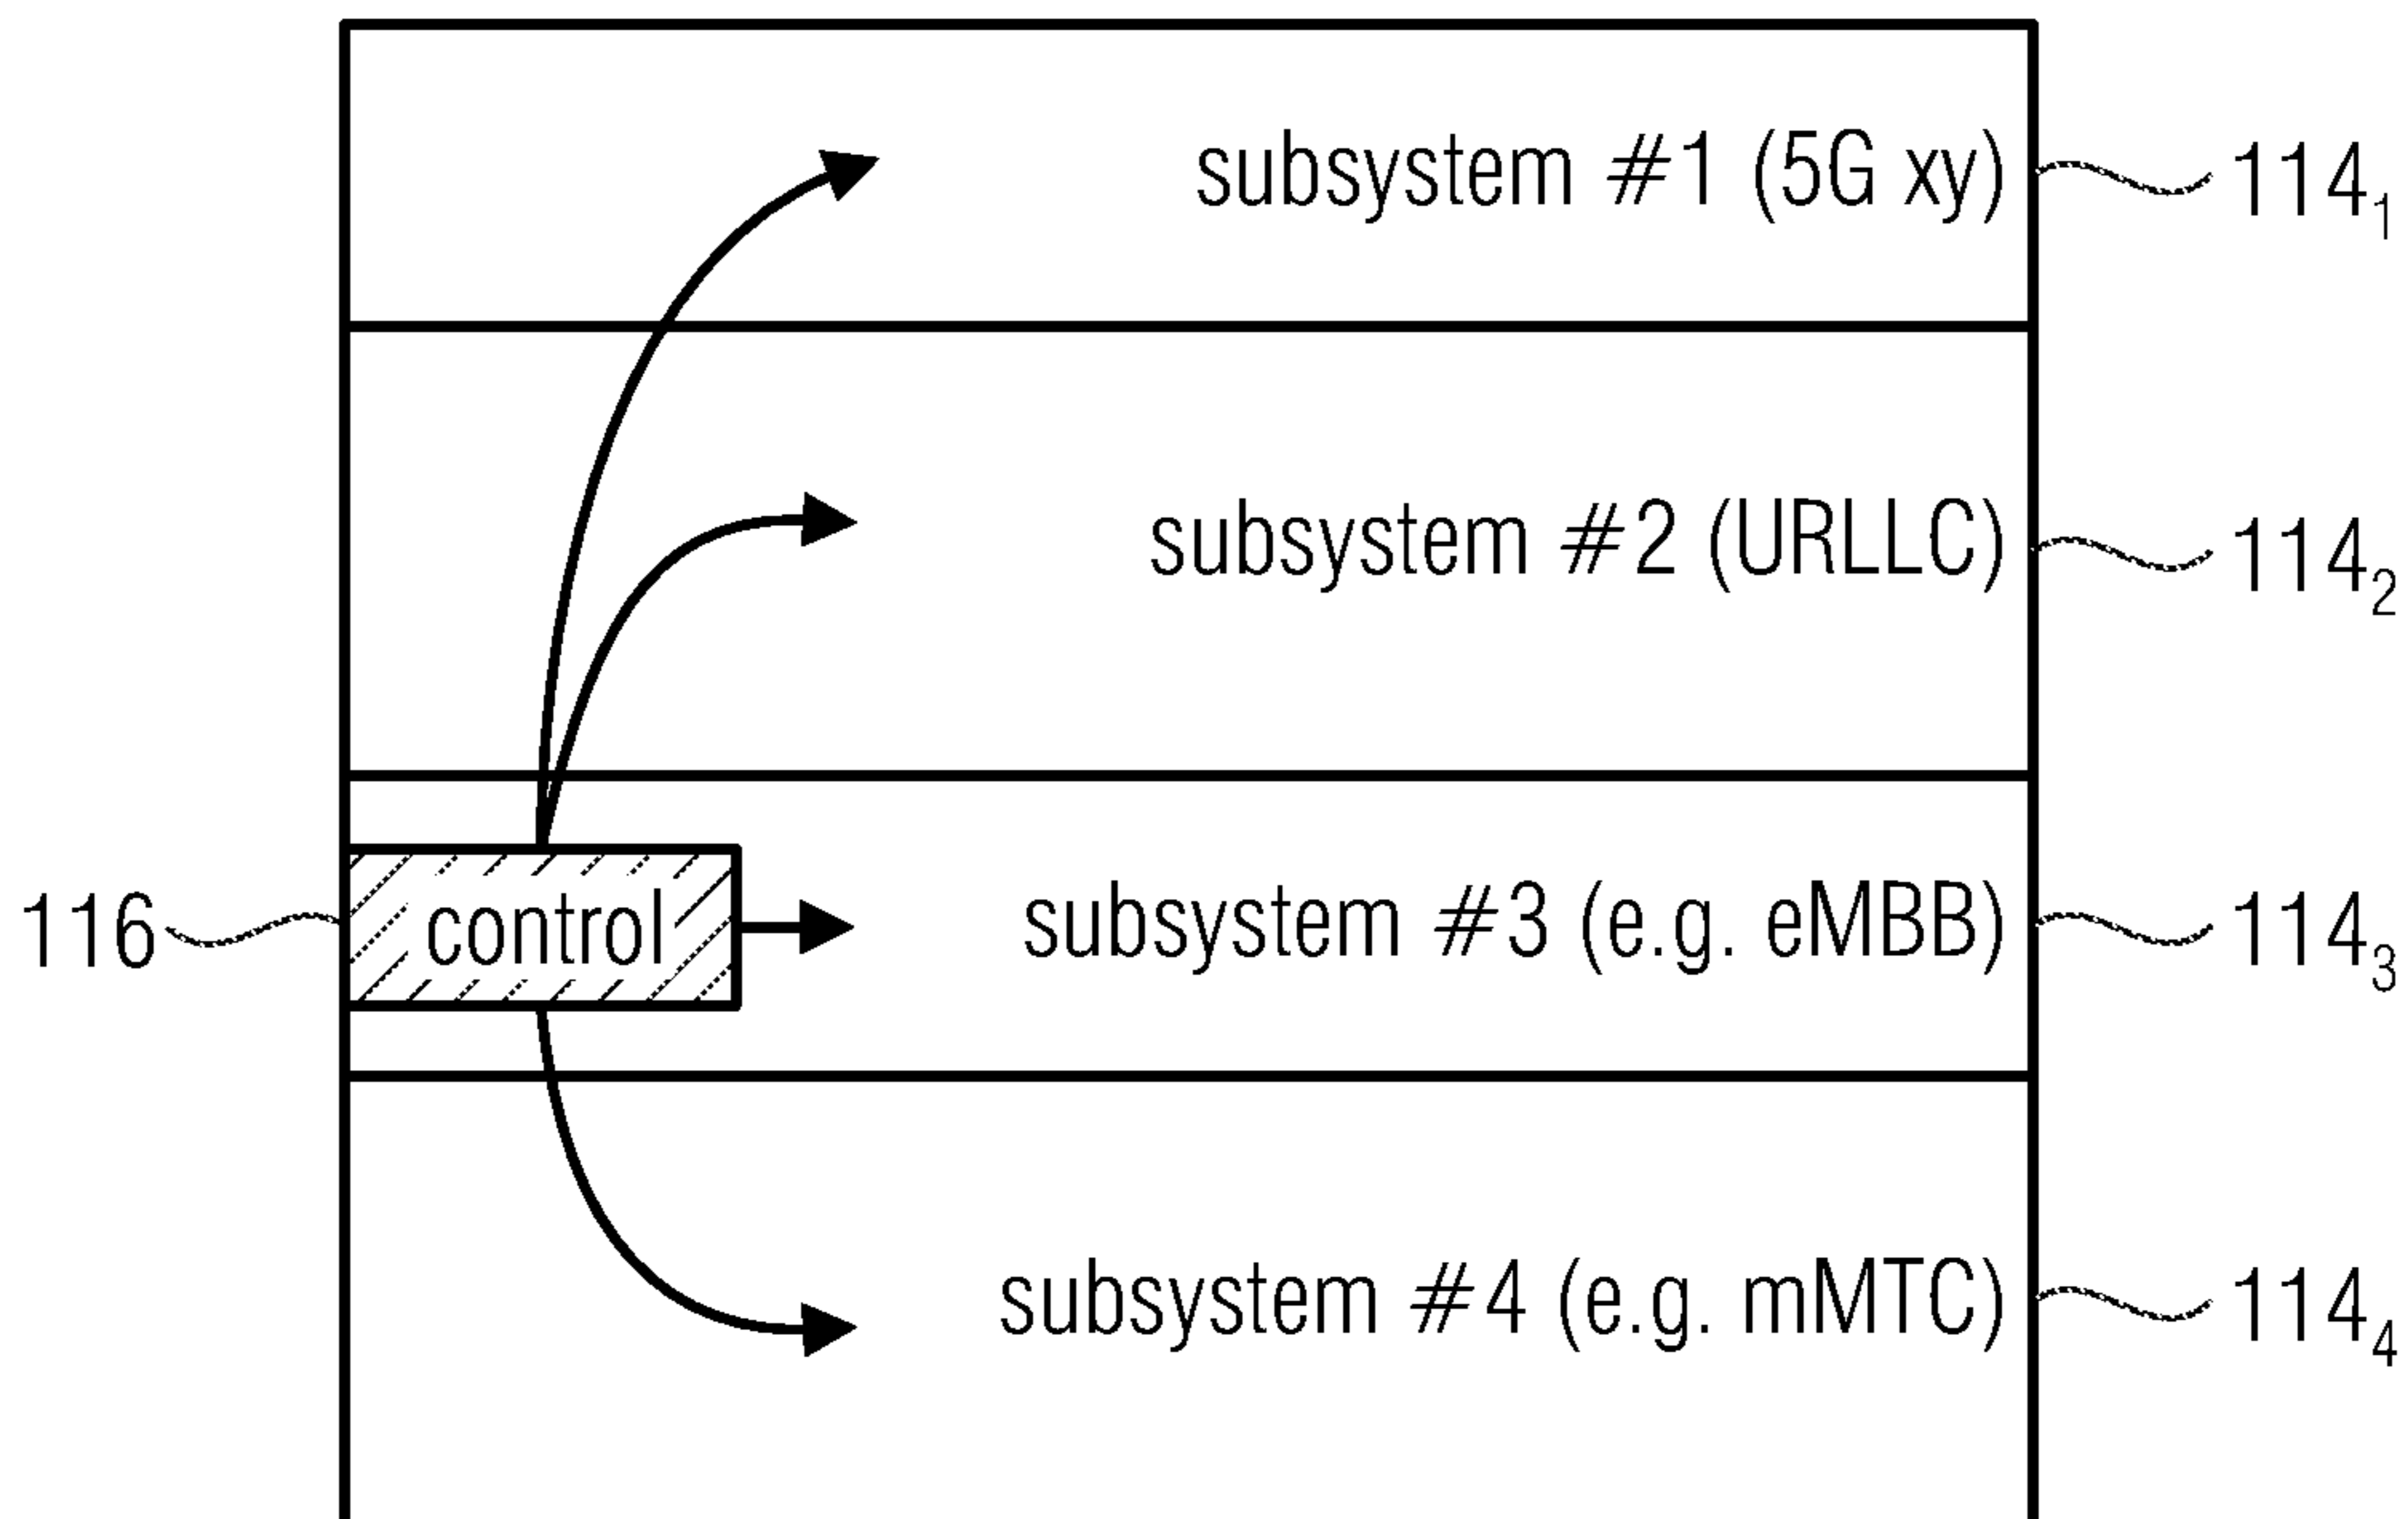 subsystem #1 (5G xy) 114₁
subsystem #2 (URLLC) 114₂
116 control subsystem #3 (e.g. eMBB) 114₃
subsystem #4 (e.g. mMTC) 114₄